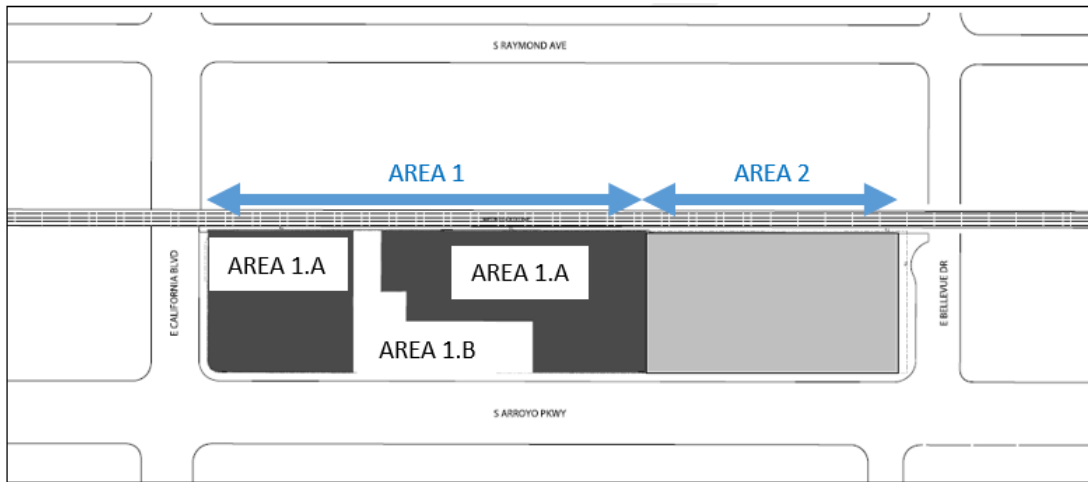 S RAYMOND AVE
AREA 1
AREA 2
AREA 1.A
AREA 1.A
AREA 1.B
E CALIFORNIA BLVD
E BELLEVUE DR
S ARROYO PKWY